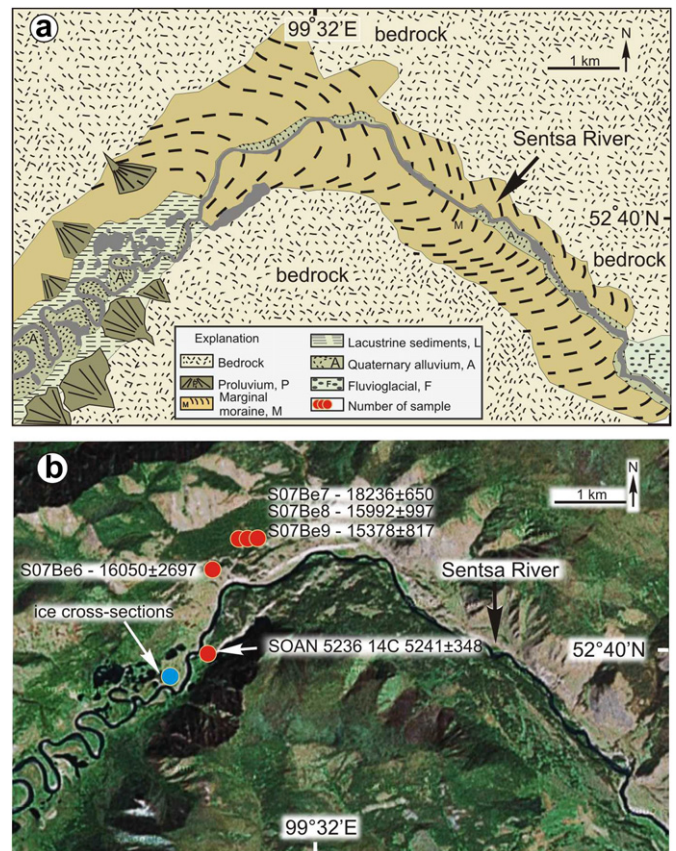 a
99°32'E
bedrock
N
1 km
Sentsa River
A
52°40'N
M
bedrock
bedrock
A
A
F
Explanation
Bedrock
Proluvium, P
M
Marginal
moraine, M
Lacustrine sediments, L
A
Quaternary alluvium, A
F
Fluvioglacial, F
Number of sample
b
N
1 km
S07Be7 - 18236±650
S07Be8 - 15992±997
S07Be9 - 15378±817
S07Be6 - 16050±2697
Sentsa River
ice cross-sections
SOAN 5236 14C 5241±348
52°40'N
99°32'E